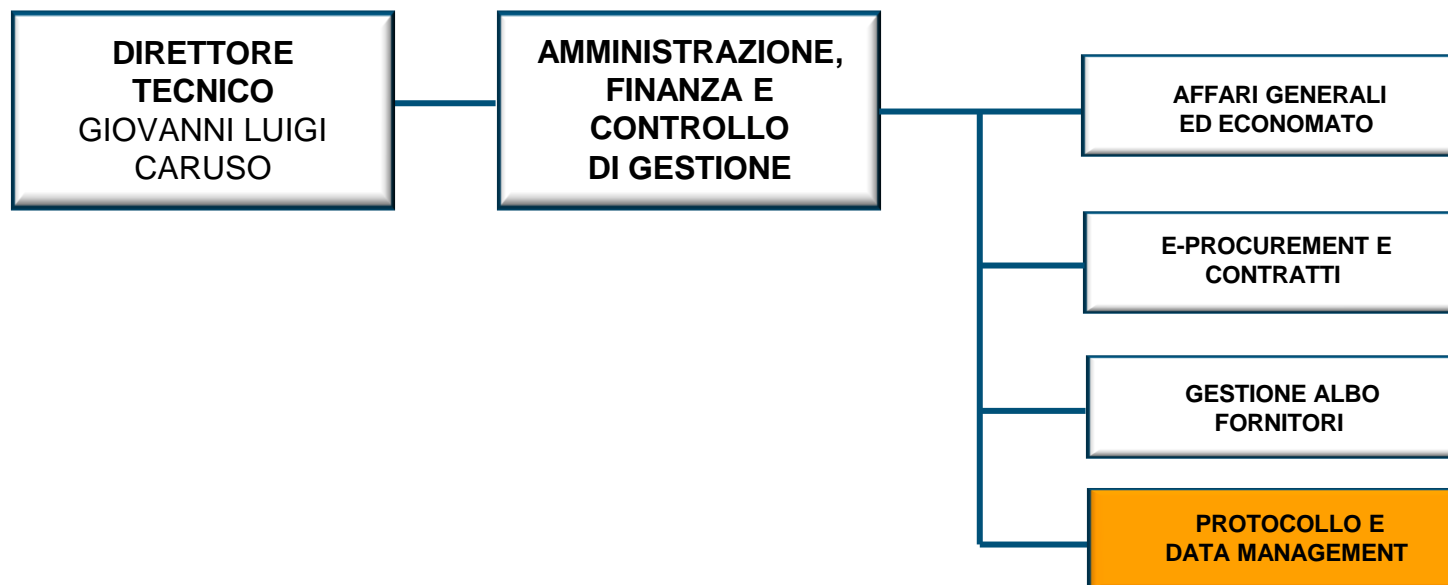 DIRETTORE
TECNICO
GIOVANNI LUIGI
CARUSO
AMMINISTRAZIONE,
FINANZA E
CONTROLLO
DI GESTIONE
AFFARI GENERALI
ED ECONOMATO
E-PROCUREMENT E
CONTRATTI
GESTIONE ALBO
FORNITORI
PROTOCOLLO E
DATA MANAGEMENT